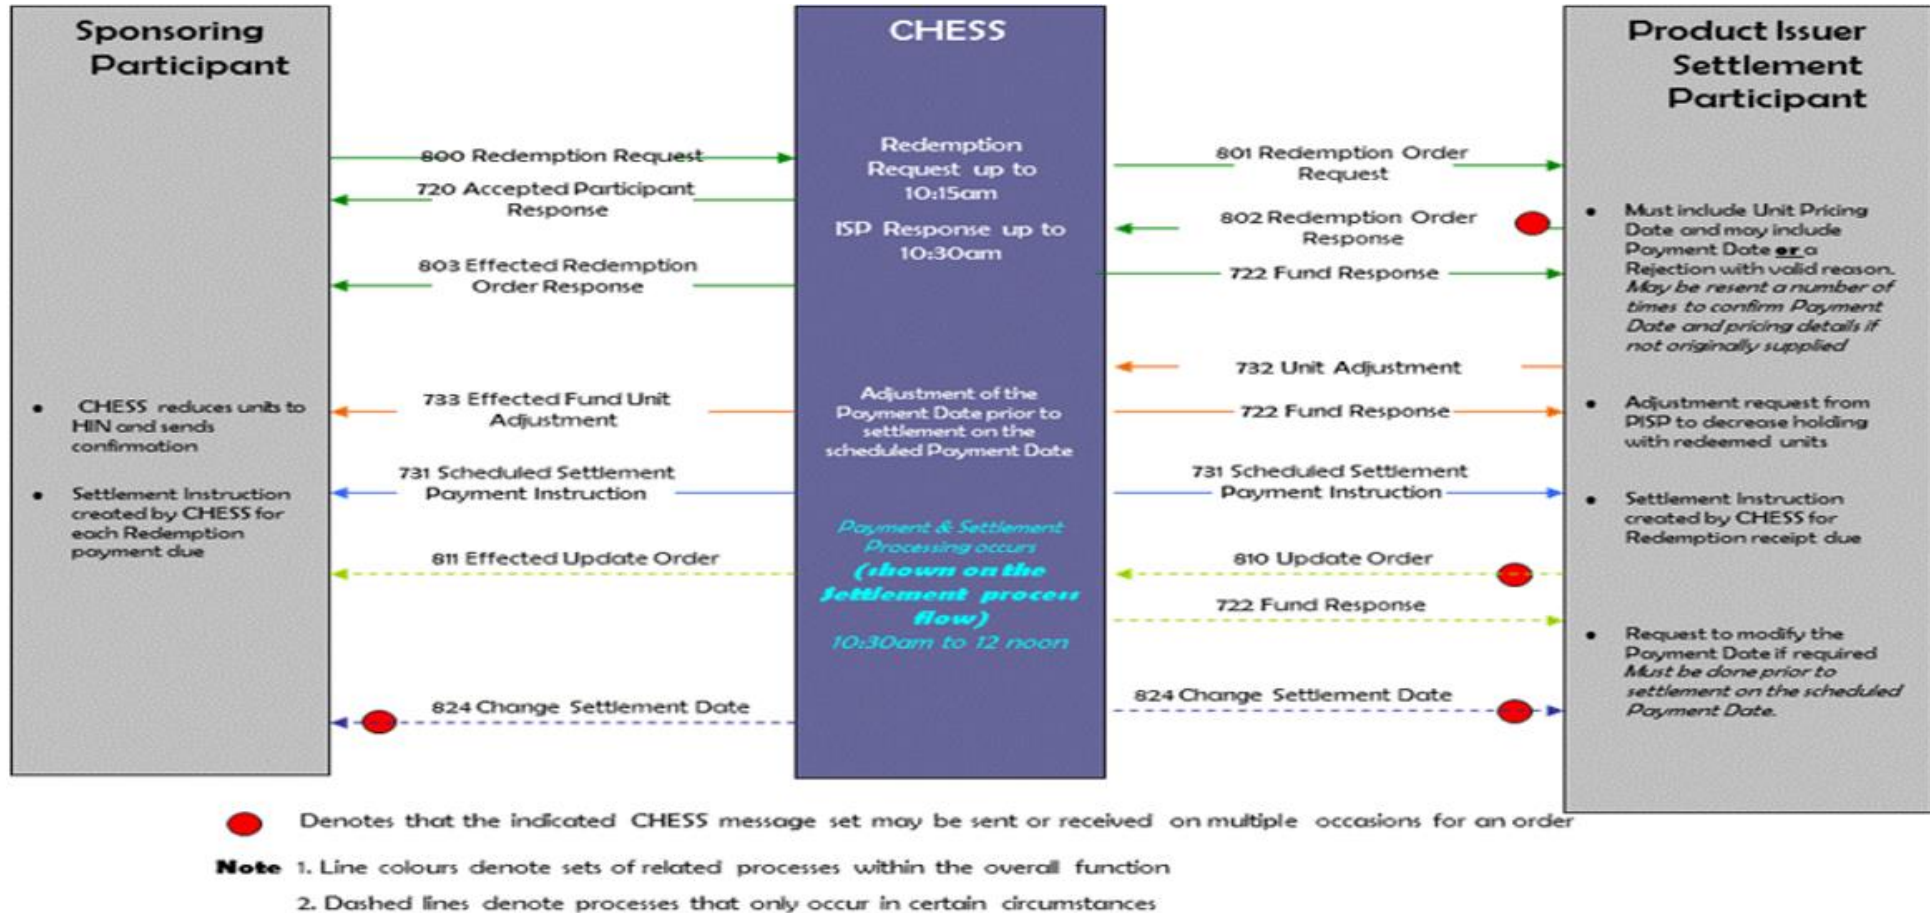 Sponsoring
Participant
CHESS
Product Issuer
Settlement
Participant
800 Redemption Request
720 Accepted Participant
Response
803 Effected Redemption
Order Response
Redemption
Request up to
10:15am
ISP Response up to
10:30am
801 Redemption Order
Request
802 Redemption Order
Response
722 Fund Response
• Must include Unit Pricing
Date and may include
Payment Date or a
Rejection with valid reason.
May be resent a number of
times to confirm Payment
Date and pricing details if
not originally supplied
• CHESS reduces units to
HIN and sends
confirmation
733 Effected Fund Unit
Adjustment
Adjustment of the
Payment Date prior to
settlement on the
scheduled Payment Date
732 Unit Adjustment
722 Fund Response
• Adjustment request from
PISP to decrease holding
with redeemed units
• Settlement Instruction
created by CHESS for
each Redemption
payment due
731 Scheduled Settlement
Payment Instruction
731 Scheduled Settlement
Payment Instruction
• Settlement Instruction
created by CHESS for
Redemption receipt due
811 Effected Update Order
Payment & Settlement
Processing occurs
(shown on the
Settlement process
flow)
10:30am to 12 noon
810 Update Order
722 Fund Response
• Request to modify the
Payment Date if required
Must be done prior to
settlement on the scheduled
Payment Date.
824 Change Settlement Date
824 Change Settlement Date
Denotes that the indicated CHESS message set may be sent or received on multiple occasions for an order
Note 1. Line colours denote sets of related processes within the overall function
2. Dashed lines denote processes that only occur in certain circumstances